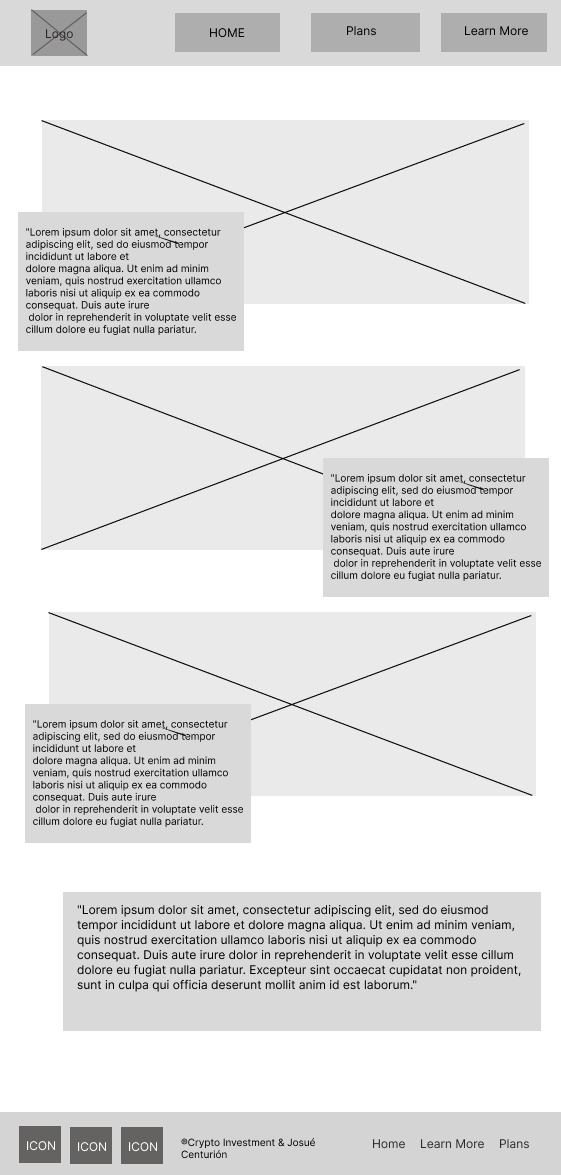 Logo
HOME
Plans
Learn More
"Lorem ipsum dolor sit amet, consectetur
adipiscing elit, sed do eiusmod tempor
incididunt ut labore et
dolore magna aliqua. Ut enim ad minim
veniam, quis nostrud exercitation ullamco
laboris nisi ut aliquip ex ea commodo
consequat. Duis aute irure
dolor in reprehenderit in voluptate velit esse
cillum dolore eu fugiat nulla pariatur.
"Lorem ipsum dolor sit amet, consectetur
adipiscing elit, sed do eiusmod tempor
incididunt ut labore et
dolore magna aliqua. Ut enim ad minim
veniam, quis nostrud exercitation ullamco
laboris nisi ut aliquip ex ea commodo
consequat. Duis aute irure
dolor in reprehenderit in voluptate velit esse
cillum dolore eu fugiat nulla pariatur.
"Lorem ipsum dolor sit amet, consectetur
adipiscing elit, sed do eiusmod tempor
incididunt ut labore et
dolore magna aliqua. Ut enim ad minim
veniam, quis nostrud exercitation ullamco
laboris nisi ut aliquip ex ea commodo
consequat. Duis aute irure
dolor in reprehenderit in voluptate velit esse
cillum dolore eu fugiat nulla pariatur.
"Lorem ipsum dolor sit amet, consectetur adipiscing elit, sed do eiusmod
tempor incididunt ut labore et dolore magna aliqua. Ut enim ad minim veniam,
quis nostrud exercitation ullamco laboris nisi ut aliquip ex ea commodo
consequat. Duis aute irure dolor in reprehenderit in voluptate velit esse cillum
dolore eu fugiat nulla pariatur. Excepteur sint occaecat cupidatat non proident,
sunt in culpa qui officia deserunt mollit anim id est laborum."
ICON
ICON
ICON
®Crypto Investment & Josué
Centurión
Home
Learn More
Plans